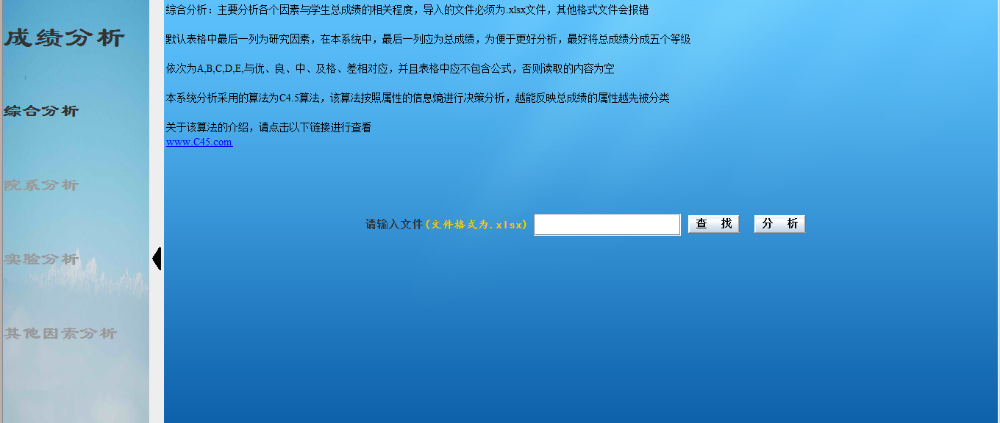 成绩分析
综合分析
院系分析
实验分析
其他因素分析
综合分析：主要分析各个因素与学生总成绩的相关程度，导入的文件必须为.xlsx文件，其他格式文件会报错
默认表格中最后一列为研究因素，在本系统中，最后一列应为总成绩，为便于更好分析，最好将总成绩分成五个等级
依次为A,B,C,D,E,与优、良、中、及格、差相对应，并且表格中应不包含公式，否则读取的内容为空
本系统分析采用的算法为C4.5算法，该算法按照属性的信息熵进行决策分析，越能反映总成绩的属性越先被分类
关于该算法的介绍，请点击以下链接进行查看
www.C45.com
请输入文件(文件格式为.xlsx) 查 找 分 析